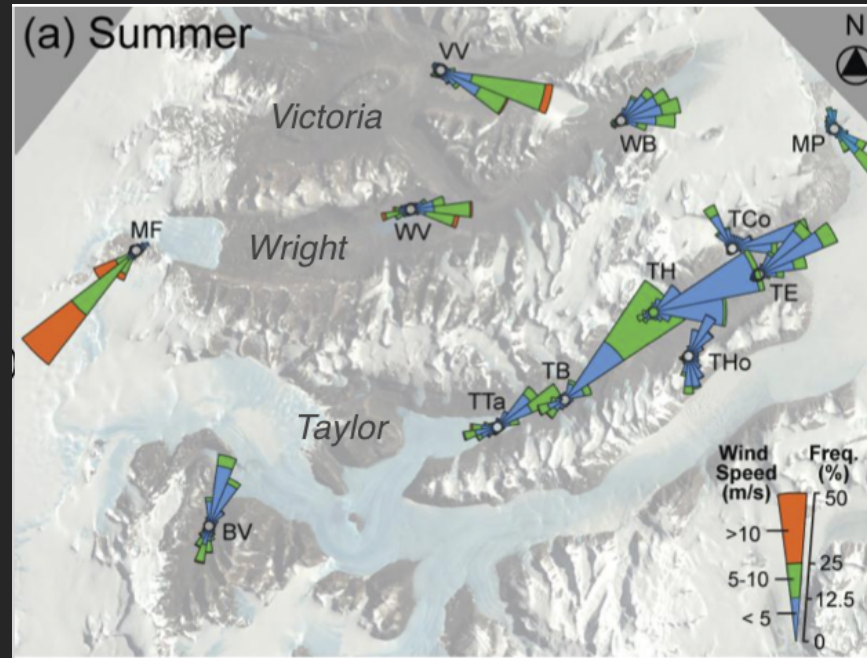 (a) Summer
N
VV
Victoria
WB
MP
MF
WV
Wright
TCo
TH
TE
THo
TB
TTa
Taylor
BV
Wind Speed (m/s)
Freq. (%)
50
>10
25
5-10
12.5
< 5
0